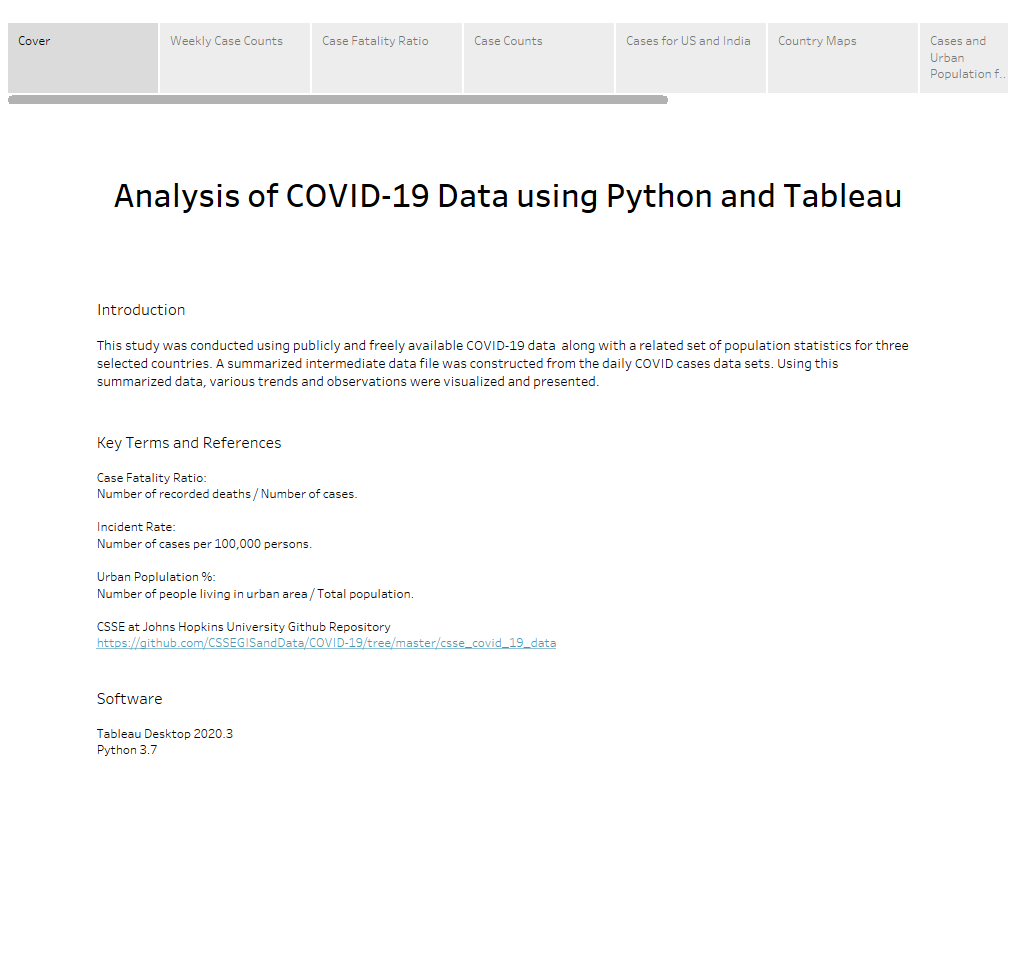 Cover
Weekly Case Counts
Case Fatality Ratio
Case Counts
Cases for US and India
Country Maps
Cases and
Urban
Population f..
Analysis of COVID-19 Data using Python and Tableau
Introduction
This study was conducted using publicly and freely available COVID-19 data  along with a related set of population statistics for three
selected countries. A summarized intermediate data file was constructed from the daily COVID cases data sets. Using this
summarized data, various trends and observations were visualized and presented.
Key Terms and References
Case Fatality Ratio:
Number of recorded deaths / Number of cases.
Incident Rate:
Number of cases per 100,000 persons.
Urban Poplulation %:
Number of people living in urban area / Total population.
CSSE at Johns Hopkins University Github Repository
https://github.com/CSSEGISandData/COVID-19/tree/master/csse_covid_19_data
Software
Tableau Desktop 2020.3
Python 3.7